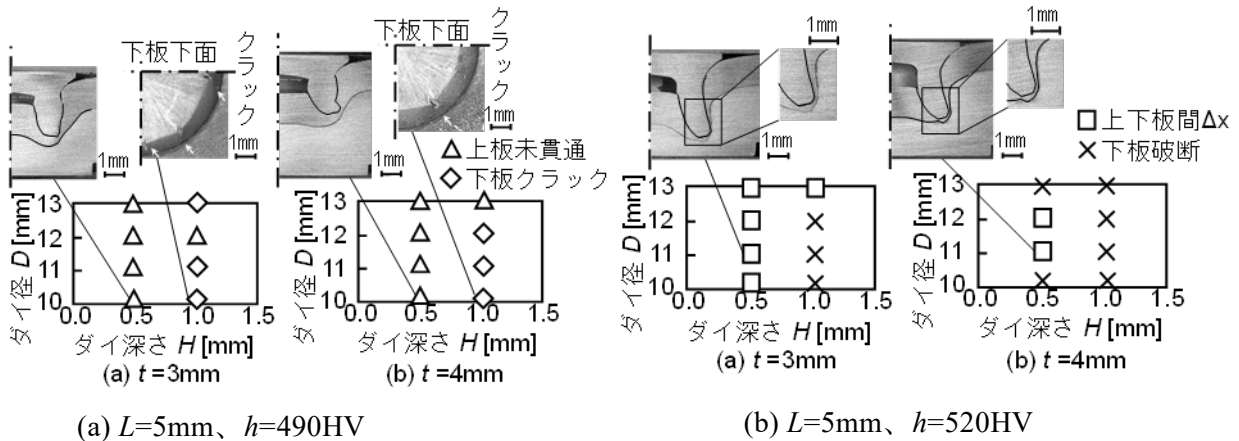 下板下面
クラック
1mm
1mm
下板下面
クラック
1mm
1mm
△ 上板未貫通
◇ 下板クラック
ダイ径 D [mm]
13
12
11
10
0.0 0.5 1.0 1.5
ダイ深さ H [mm]
(a) t =3mm
ダイ径 D [mm]
13
12
11
10
0.0 0.5 1.0 1.5
ダイ深さ H [mm]
(b) t =4mm
(a) L=5mm、h=490HV
1mm
1mm
1mm
1mm
□ 上下板間Δx
× 下板破断
ダイ径 D [mm]
13
12
11
10
0.0 0.5 1.0 1.5
ダイ深さ H [mm]
(a) t =3mm
ダイ径 D [mm]
13
12
11
10
0.0 0.5 1.0 1.5
ダイ深さ H [mm]
(b) t =4mm
(b) L=5mm、h=520HV